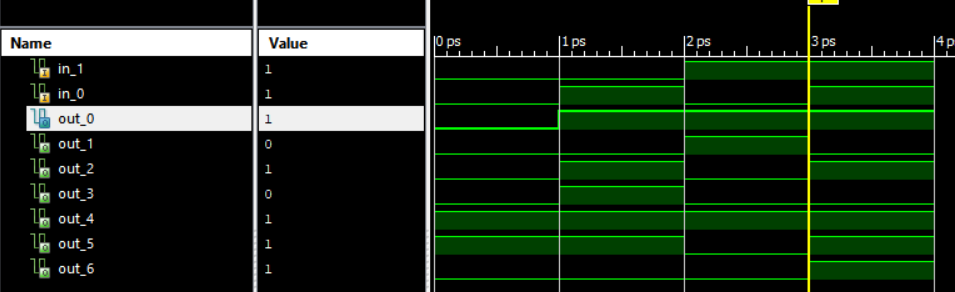 Name Value
0 ps 1 ps 2 ps 3 ps 4 p
in_1 1
in_0 1
out_0 1
out_1 0
out_2 1
out_3 0
out_4 1
out_5 1
out_6 1